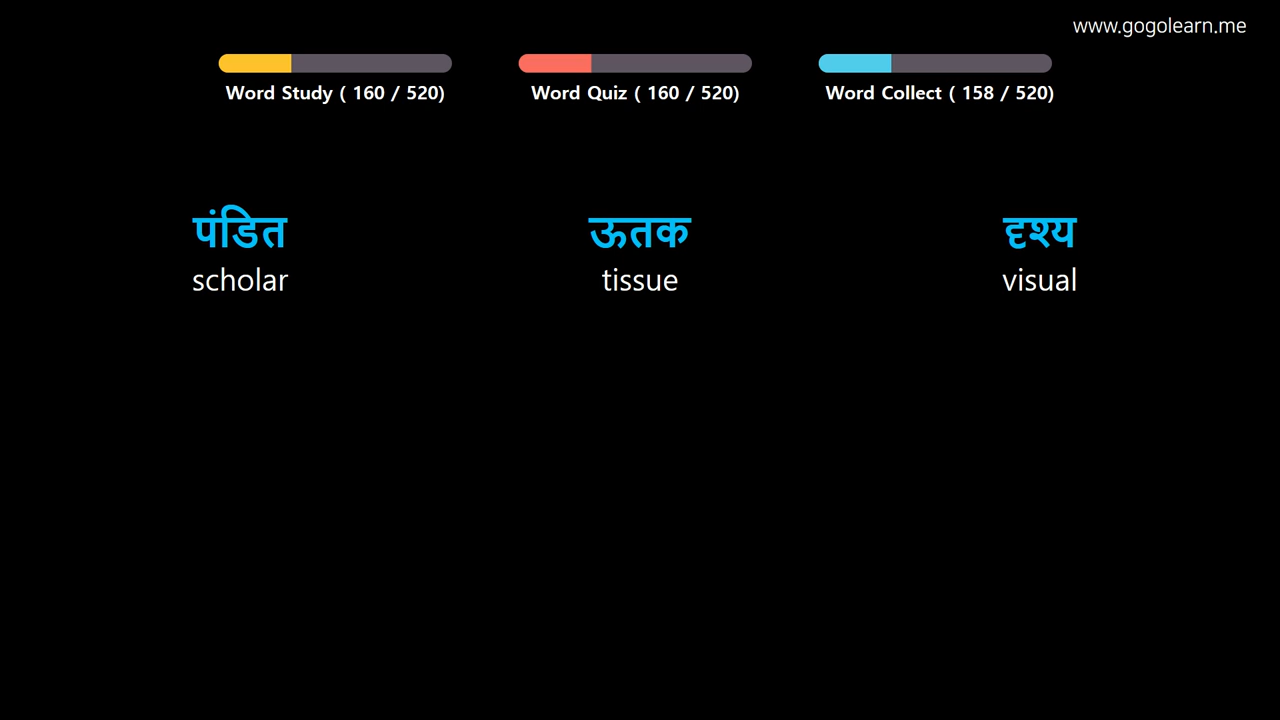 www.gogolearn.me
Word Study ( 160 / 520)
Word Quiz ( 160 / 520)
Word Collect ( 158 / 520)
पंडित
scholar
ऊतक
tissue
दृश्य
visual